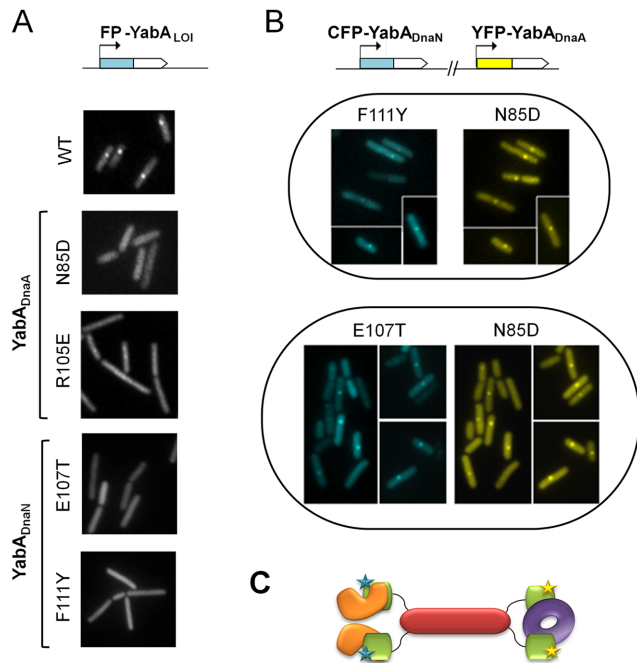 A
FP-YabA LOI
WT
N85D
R105E
YabA DnaA
E107T
F111Y
YabA DnaN
B
CFP-YabA DnaN
YFP-YabA DnaA
//
F111Y
N85D
E107T
N85D
C